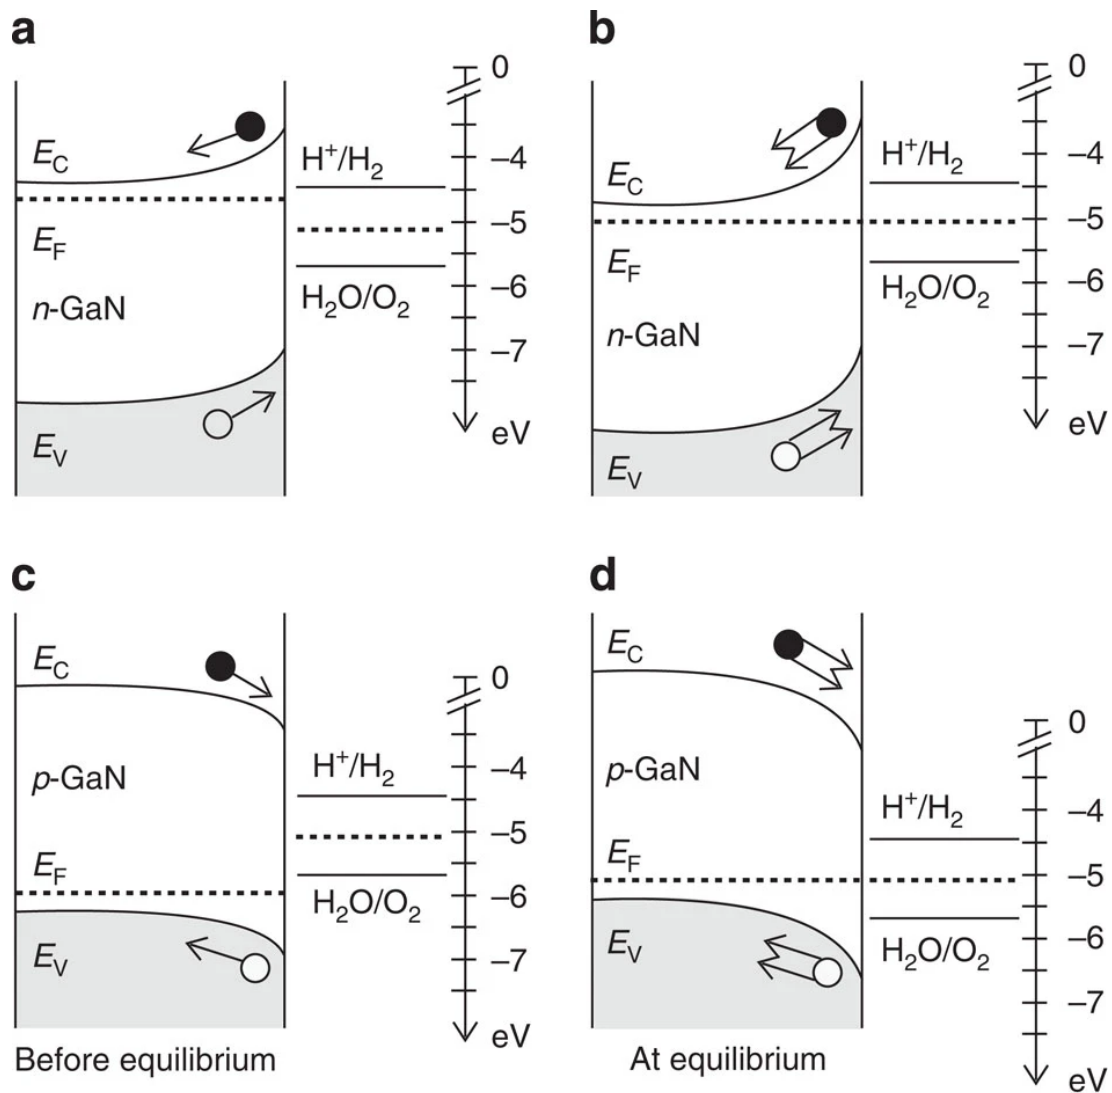 a
0
E_C
H⁺/H₂
–4
–5
E_F
–6
n-GaN
H₂O/O₂
–7
E_V
eV
b
0
H⁺/H₂
–4
E_C
–5
E_F
–6
H₂O/O₂
n-GaN
–7
eV
E_V
c
E_C
0
H⁺/H₂
–4
p-GaN
–5
E_F
–6
H₂O/O₂
E_V
–7
eV
Before equilibrium
d
E_C
0
p-GaN
H⁺/H₂
–4
E_F
–5
E_V
–6
H₂O/O₂
–7
At equilibrium
eV